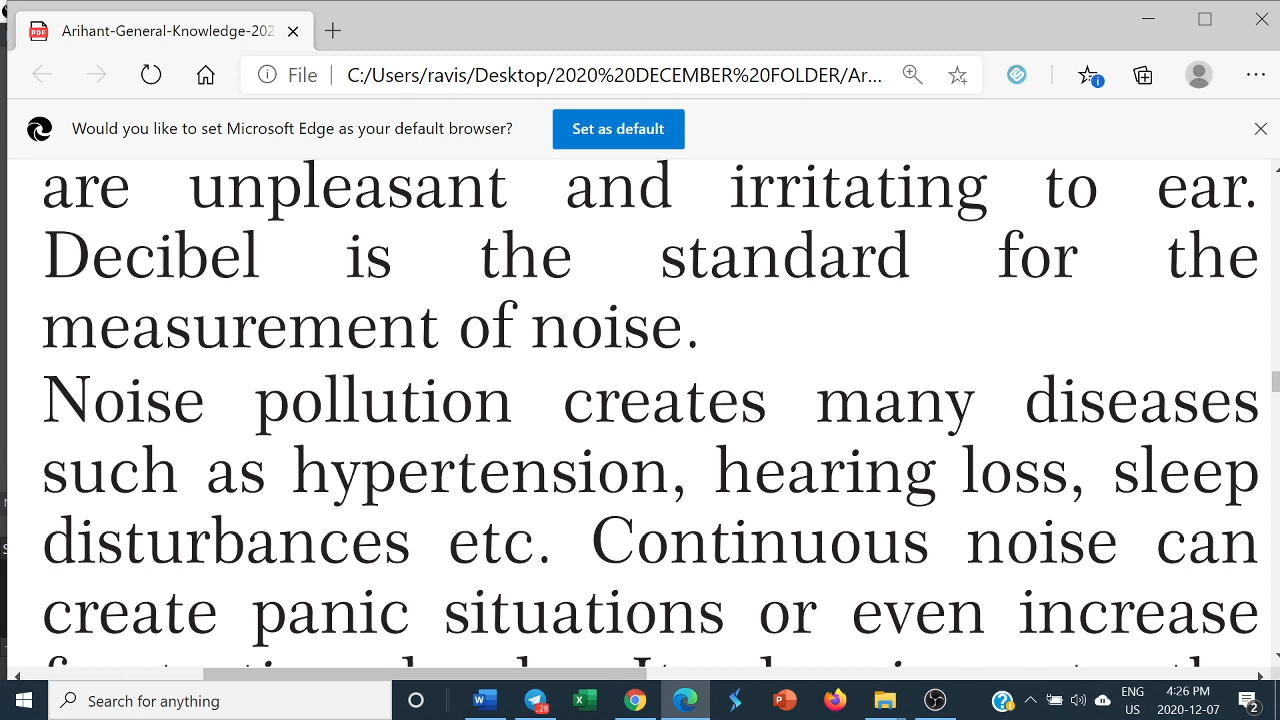 Arihant-General-Knowledge-202
File
C:/Users/ravis/Desktop/2020%20DECEMBER%20FOLDER/Ar...
Would you like to set Microsoft Edge as your default browser?
Set as default
are unpleasant and irritating to ear.
Decibel is the standard for the
measurement of noise.
Noise pollution creates many diseases
such as hypertension, hearing loss, sleep
disturbances etc. Continuous noise can
create panic situations or even increase
Search for anything
28
ENG
US
4:26 PM
2020-12-07
2